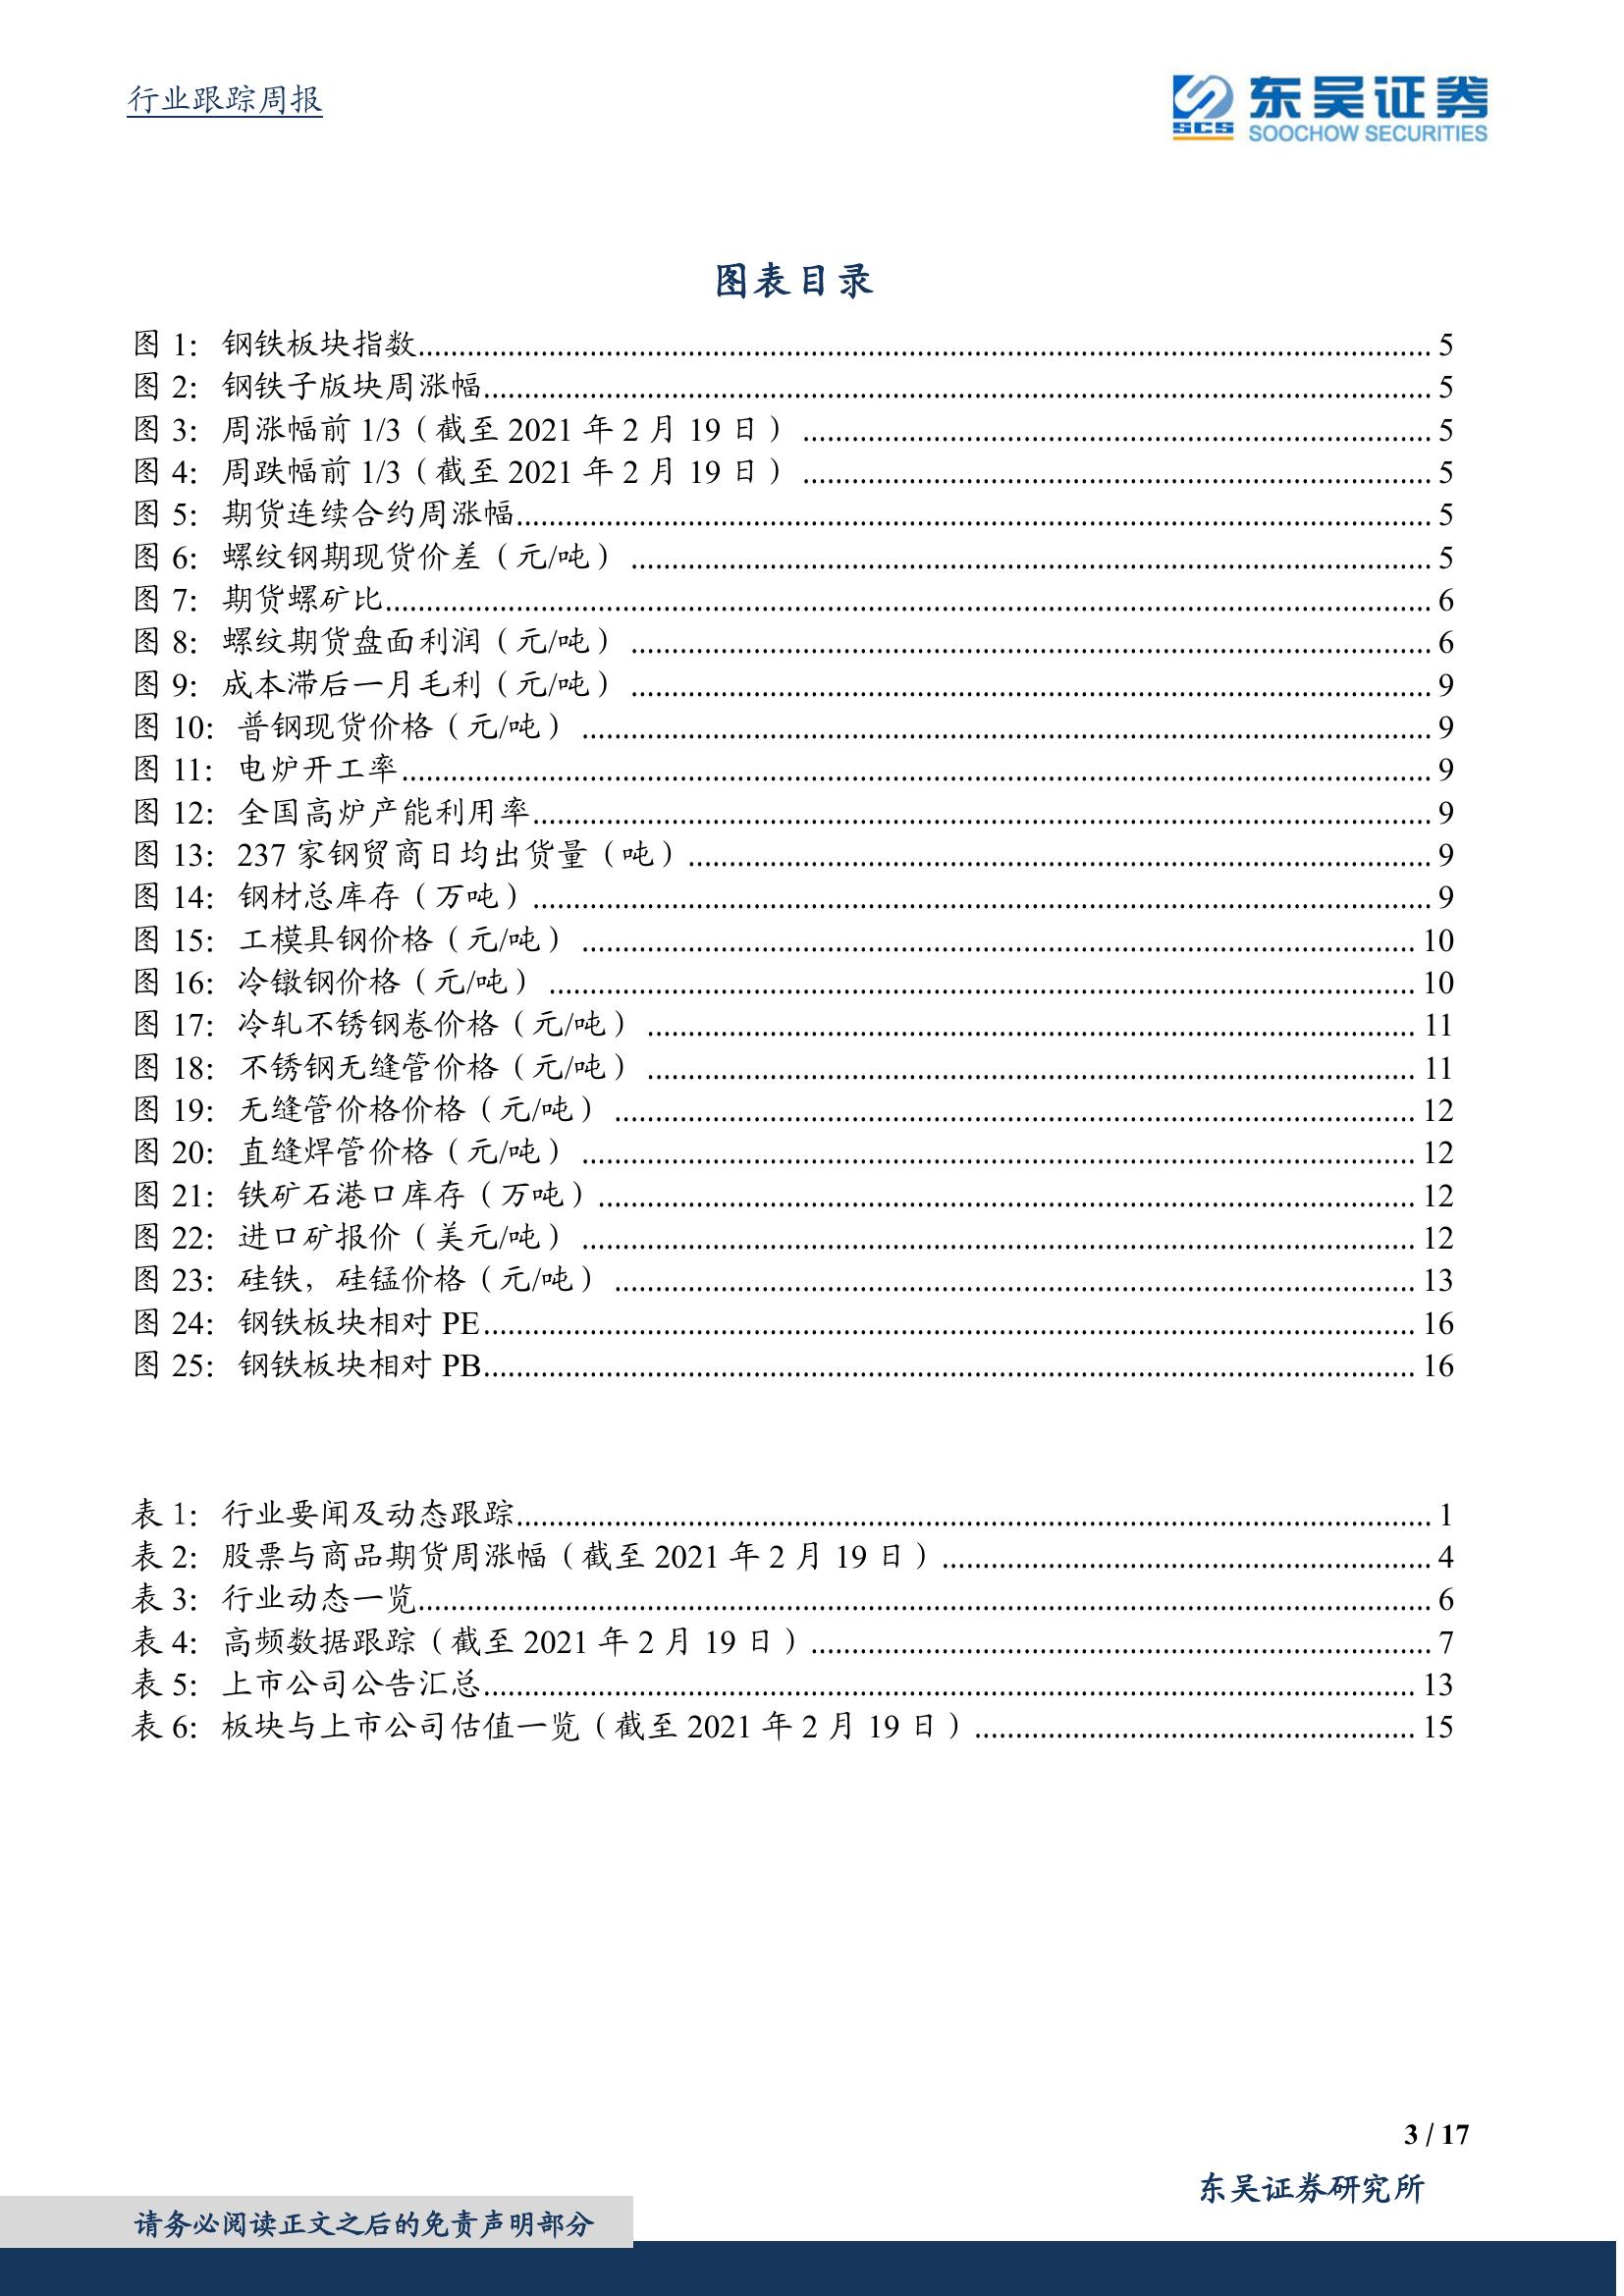 行业跟踪周报
东吴证券
SCS
SOOCHOW SECURITIES
图表目录
图 1：钢铁板块指数 5
图 2：钢铁子版块周涨幅 5
图 3：周涨幅前 1/3（截至 2021 年 2 月 19 日） 5
图 4：周跌幅前 1/3（截至 2021 年 2 月 19 日） 5
图 5：期货连续合约周涨幅 5
图 6：螺纹钢期现货价差（元/吨） 5
图 7：期货螺矿比 6
图 8：螺纹期货盘面利润（元/吨） 6
图 9：成本滞后一月毛利（元/吨） 9
图 10：普钢现货价格（元/吨） 9
图 11：电炉开工率 9
图 12：全国高炉产能利用率 9
图 13：237 家钢贸商日均出货量（吨） 9
图 14：钢材总库存（万吨） 9
图 15：工模具钢价格（元/吨） 10
图 16：冷镦钢价格（元/吨） 10
图 17：冷轧不锈钢卷价格（元/吨） 11
图 18：不锈钢无缝管价格（元/吨） 11
图 19：无缝管价格价格（元/吨） 12
图 20：直缝焊管价格（元/吨） 12
图 21：铁矿石港口库存（万吨） 12
图 22：进口矿报价（美元/吨） 12
图 23：硅铁，硅锰价格（元/吨） 13
图 24：钢铁板块相对 PE 16
图 25：钢铁板块相对 PB 16
表 1：行业要闻及动态跟踪 1
表 2：股票与商品期货周涨幅（截至 2021 年 2 月 19 日） 4
表 3：行业动态一览 6
表 4：高频数据跟踪（截至 2021 年 2 月 19 日） 7
表 5：上市公司公告汇总 13
表 6：板块与上市公司估值一览（截至 2021 年 2 月 19 日） 15
3 / 17
东吴证券研究所
请务必阅读正文之后的免责声明部分